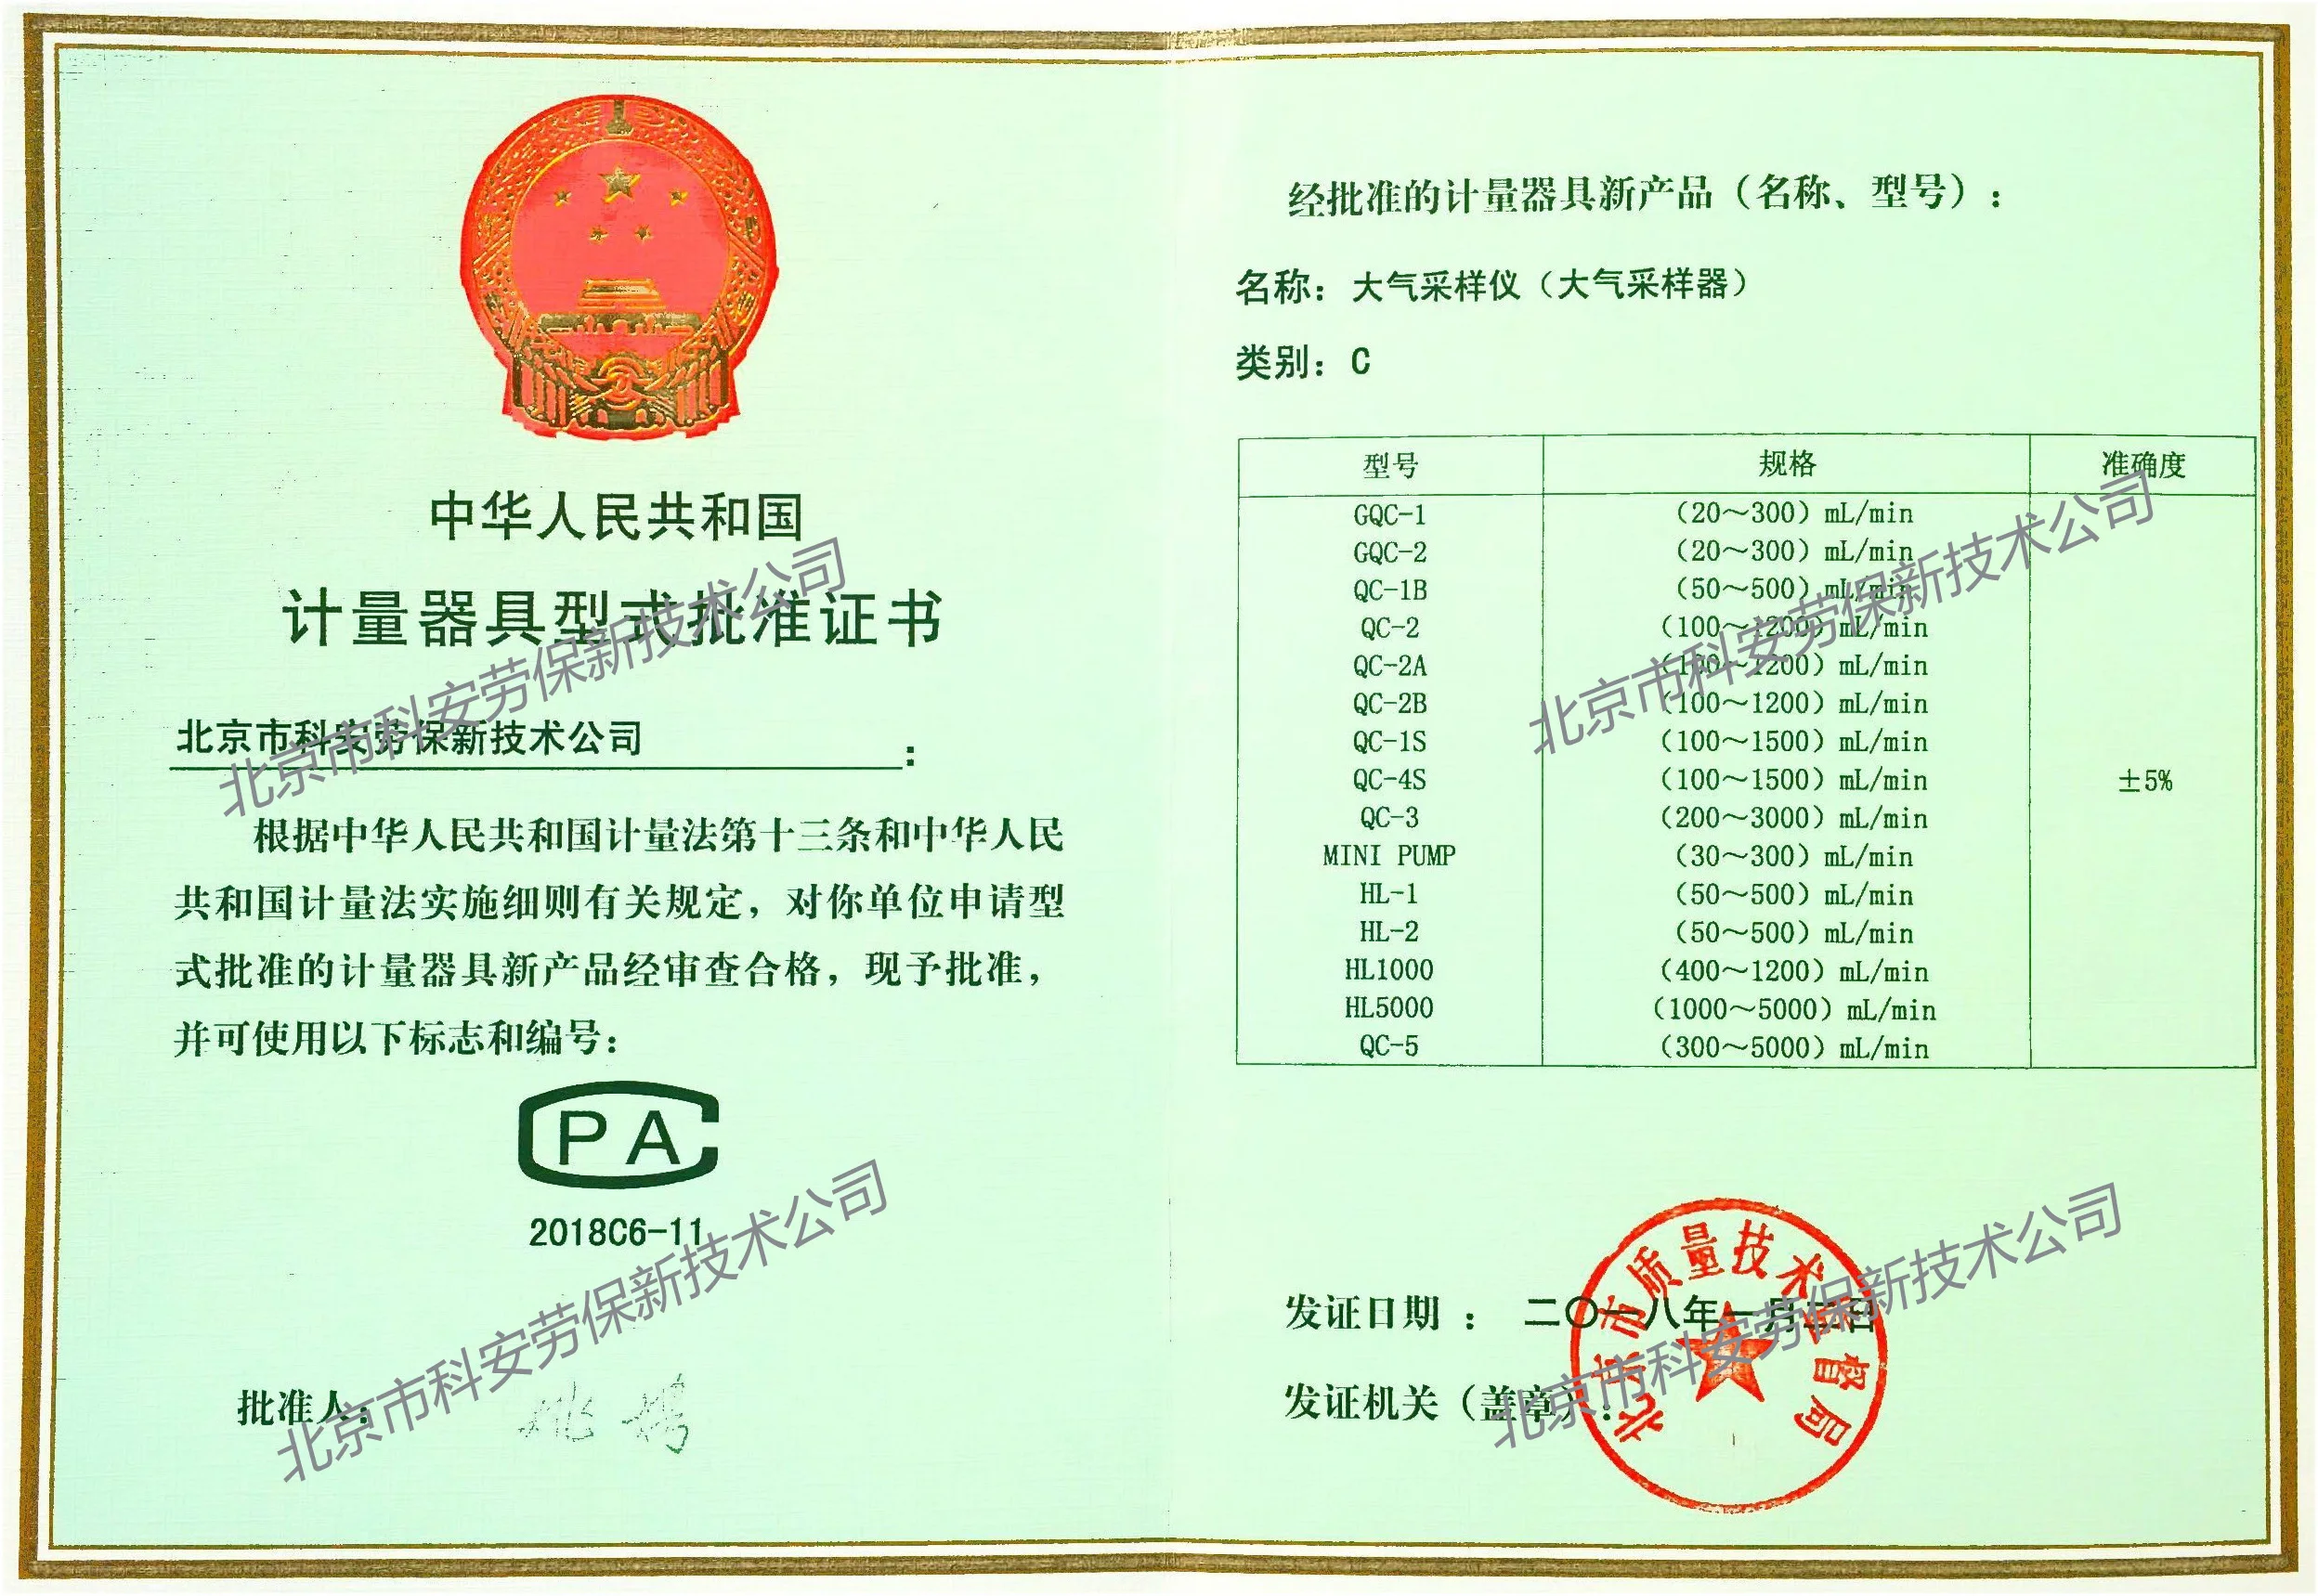 中华人民共和国
计量器具型式批准证书
北京市科安劳保新技术公司：
根据中华人民共和国计量法第十三条和中华人民
共和国计量法实施细则有关规定，对你单位申请型
式批准的计量器具新产品经审查合格，现予批准，
并可使用以下标志和编号：
CPA
2018C6-11
批准人：
经批准的计量器具新产品（名称、型号）：
名称：大气采样仪（大气采样器）
类别：C
型号 规格 准确度
GQC-1 （20～300）mL/min
GQC-2 （20～300）mL/min
QC-1B （50～500）mL/min
QC-2 （100～1200）mL/min
QC-2A （100～1200）mL/min
QC-2B （100～1200）mL/min
QC-1S （100～1500）mL/min
QC-4S （100～1500）mL/min ±5%
QC-3 （200～3000）mL/min
MINI PUMP （30～300）mL/min
HL-1 （50～500）mL/min
HL-2 （50～500）mL/min
HL1000 （400～1200）mL/min
HL5000 （1000～5000）mL/min
QC-5 （300～5000）mL/min
发证日期：二〇一八年一月二日
发证机关（盖章）：
北京市质量技术监督局
北京市科安劳保新技术公司
北京市科安劳保新技术公司
北京市科安劳保新技术公司
北京市科安劳保新技术公司